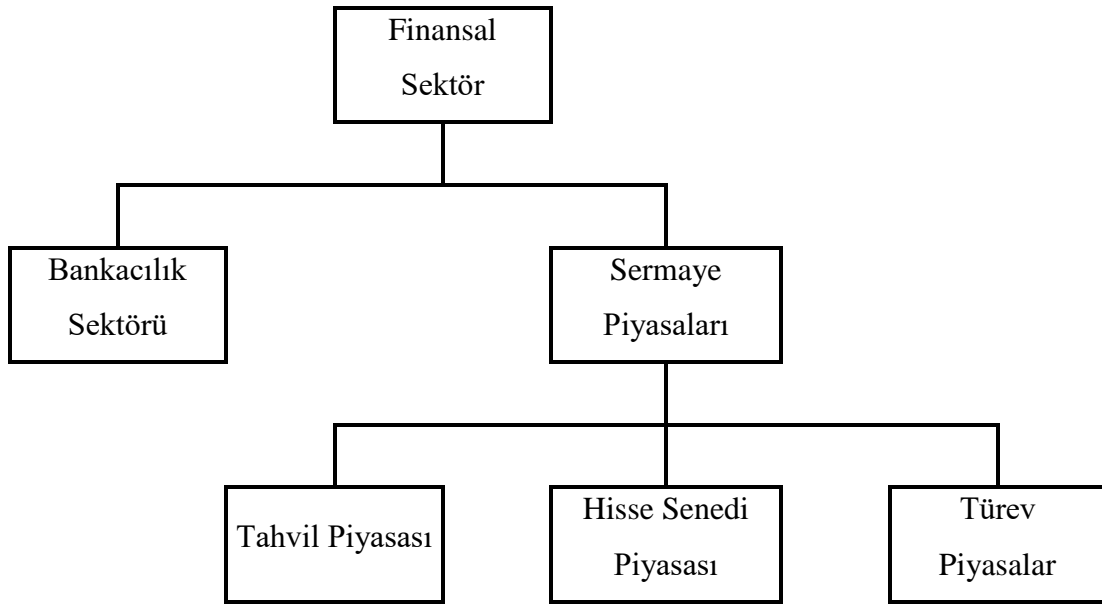 Finansal
Sektör
Bankacılık
Sektörü
Sermaye
Piyasaları
Tahvil Piyasası
Hisse Senedi
Piyasası
Türev
Piyasalar